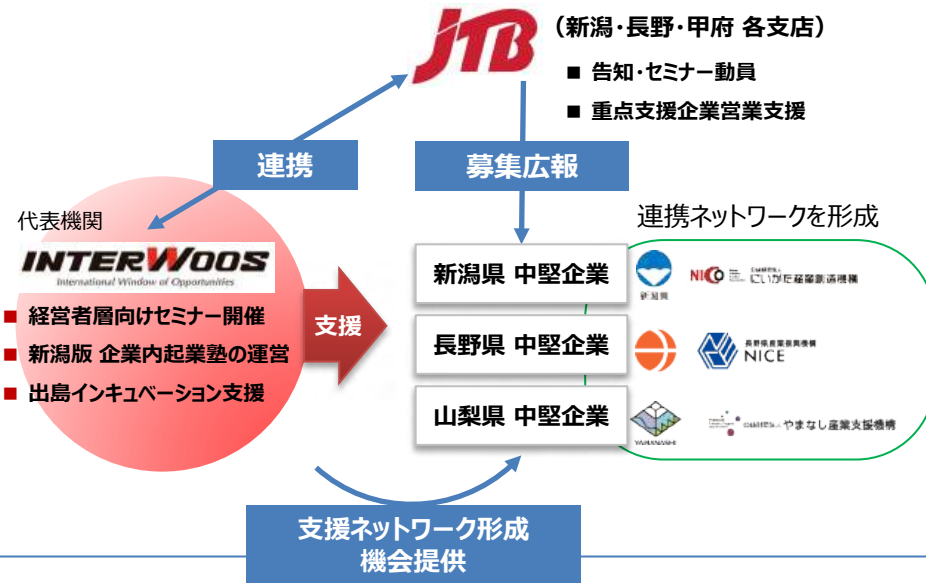 JTB
（新潟・長野・甲府 各支店）
■ 告知・セミナー動員
■ 重点支援企業営業支援
連携
募集広報
代表機関
INTERWOOS
International Window of Opportunities
■ 経営者層向けセミナー開催
■ 新潟版 企業内起業塾の運営
■ 出島インキュベーション支援
支援
連携ネットワークを形成
新潟県 中堅企業
新潟県
NICO
にいがた産業創造機構
長野県 中堅企業
長野県産業振興機構
NICE
山梨県 中堅企業
YAMANASHI
やまなし産業支援機構
支援ネットワーク形成
機会提供